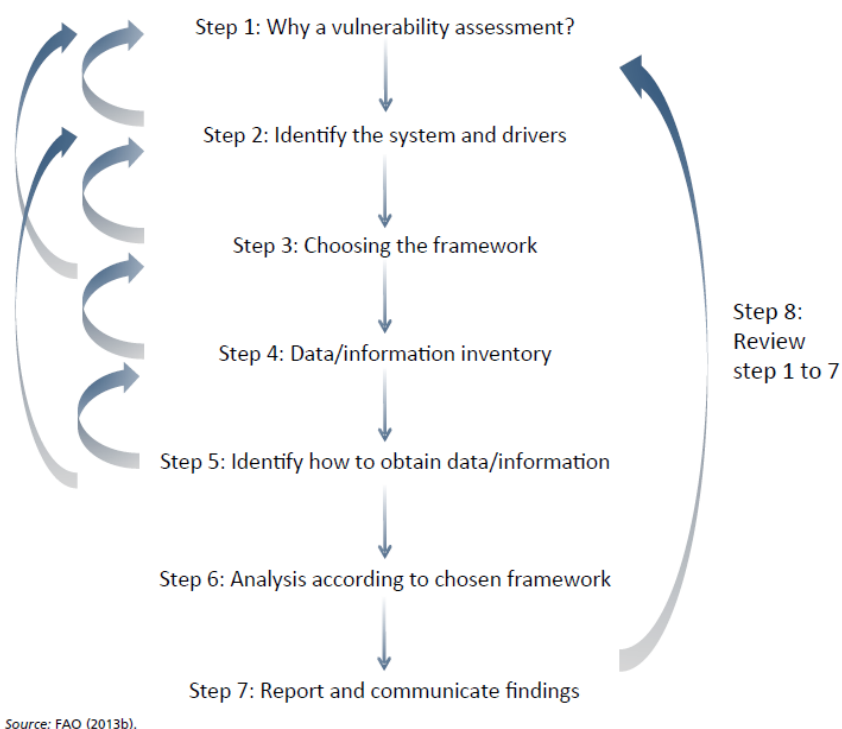 Step 1: Why a vulnerability assessment?
Step 2: Identify the system and drivers
Step 3: Choosing the framework
Step 4: Data/information inventory
Step 5: Identify how to obtain data/information
Step 6: Analysis according to chosen framework
Step 7: Report and communicate findings
Step 8:
Review
step 1 to 7
Source: FAO (2013b).